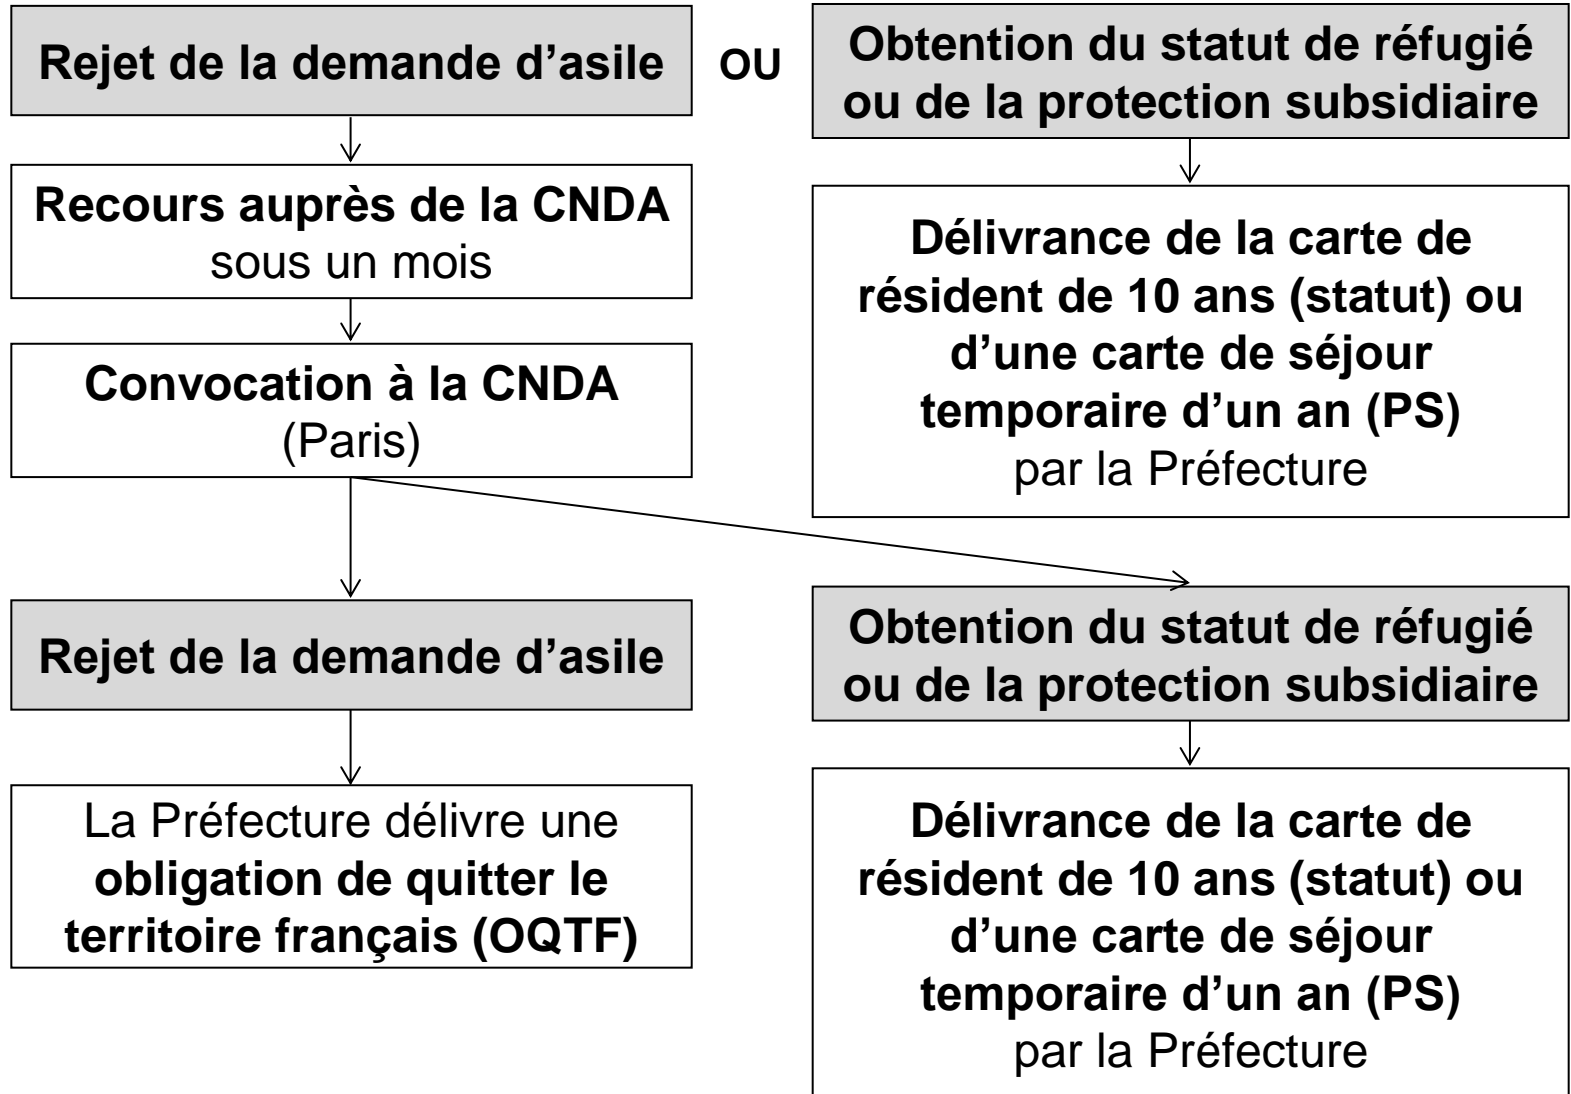 Rejet de la demande d’asile
OU
Obtention du statut de réfugié
ou de la protection subsidiaire
Recours auprès de la CNDA
sous un mois
Convocation à la CNDA
(Paris)
Délivrance de la carte de
résident de 10 ans (statut) ou
d’une carte de séjour
temporaire d’un an (PS)
par la Préfecture
Rejet de la demande d’asile
Obtention du statut de réfugié
ou de la protection subsidiaire
La Préfecture délivre une
obligation de quitter le
territoire français (OQTF)
Délivrance de la carte de
résident de 10 ans (statut) ou
d’une carte de séjour
temporaire d’un an (PS)
par la Préfecture